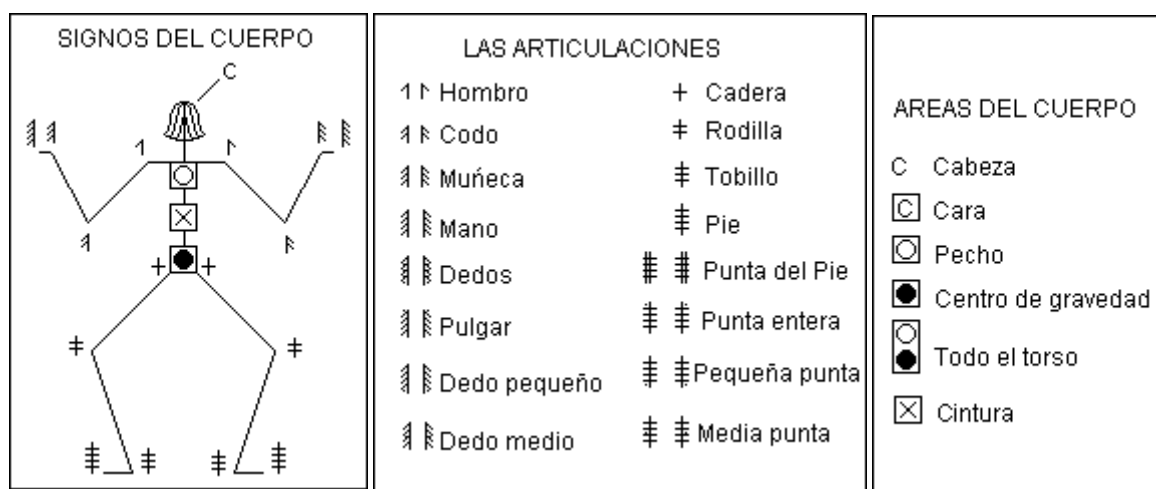 SIGNOS DEL CUERPO
C
LAS ARTICULACIONES
Hombro
Codo
Muńeca
Mano
Dedos
Pulgar
Dedo pequeño
Dedo medio
Cadera
Rodilla
Tobillo
Pie
Punta del Pie
Punta entera
Pequeña punta
Media punta
AREAS DEL CUERPO
C Cabeza
C Cara
Pecho
Centro de gravedad
Todo el torso
Cintura